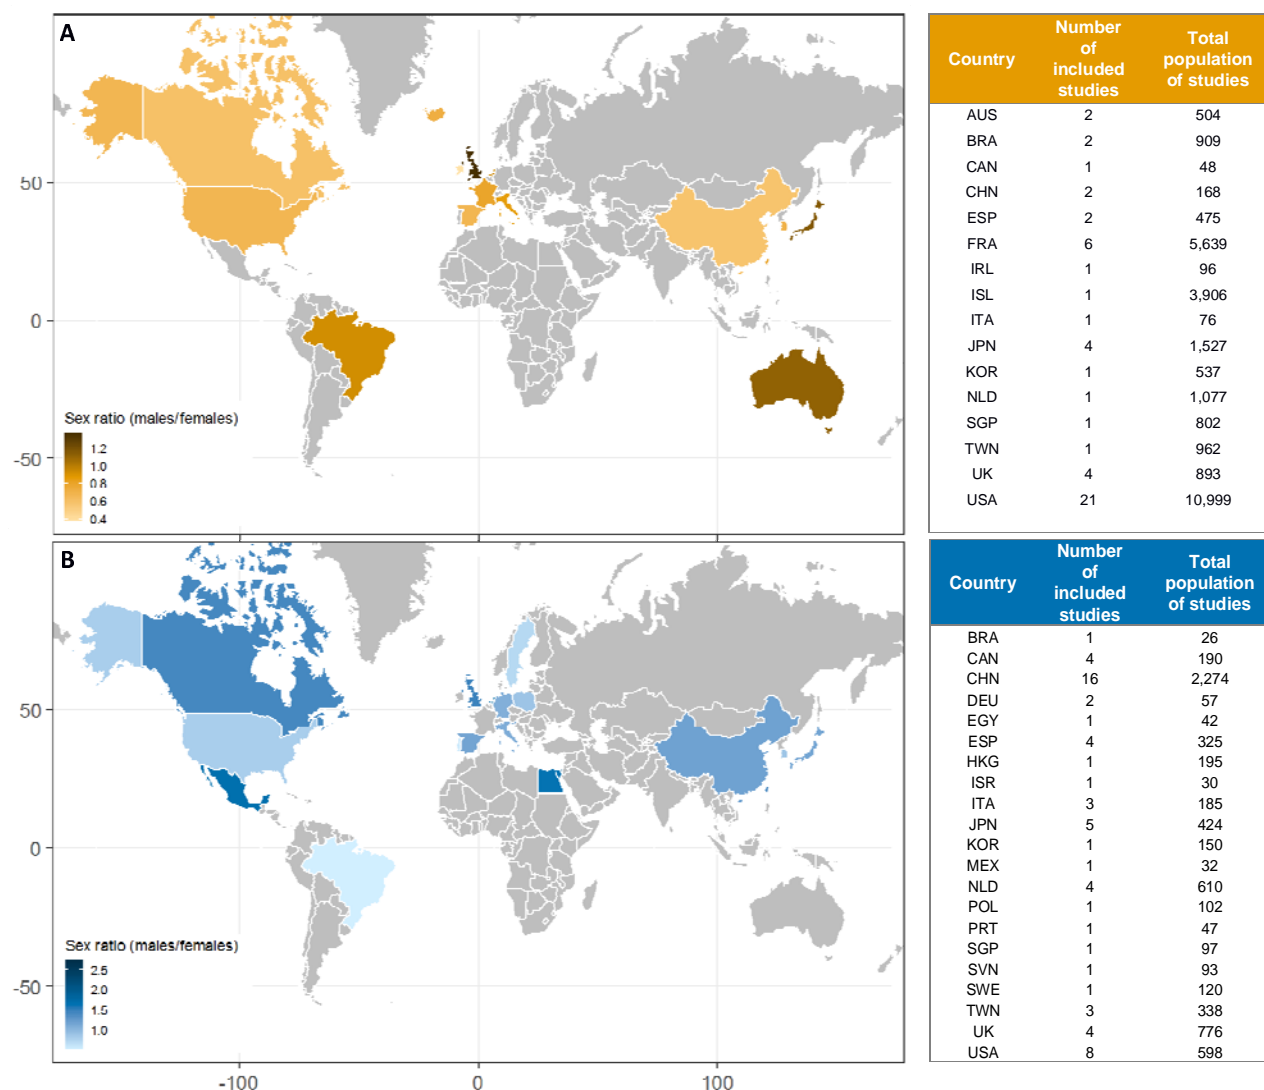 A
50
0
-50
Sex ratio (males/females)
1.2
1.0
0.8
0.6
0.4
Country Number of included studies Total population of studies
AUS 2 504
BRA 2 909
CAN 1 48
CHN 2 168
ESP 2 475
FRA 6 5,639
IRL 1 96
ISL 1 3,906
ITA 1 76
JPN 4 1,527
KOR 1 537
NLD 1 1,077
SGP 1 802
TWN 1 962
UK 4 893
USA 21 10,999
B
50
0
-50
Sex ratio (males/females)
2.5
2.0
1.5
1.0
-100 0 100
Country Number of included studies Total population of studies
BRA 1 26
CAN 4 190
CHN 16 2,274
DEU 2 57
EGY 1 42
ESP 4 325
HKG 1 195
ISR 1 30
ITA 3 185
JPN 5 424
KOR 1 150
MEX 1 32
NLD 4 610
POL 1 102
PRT 1 47
SGP 1 97
SVN 1 93
SWE 1 120
TWN 3 338
UK 4 776
USA 8 598